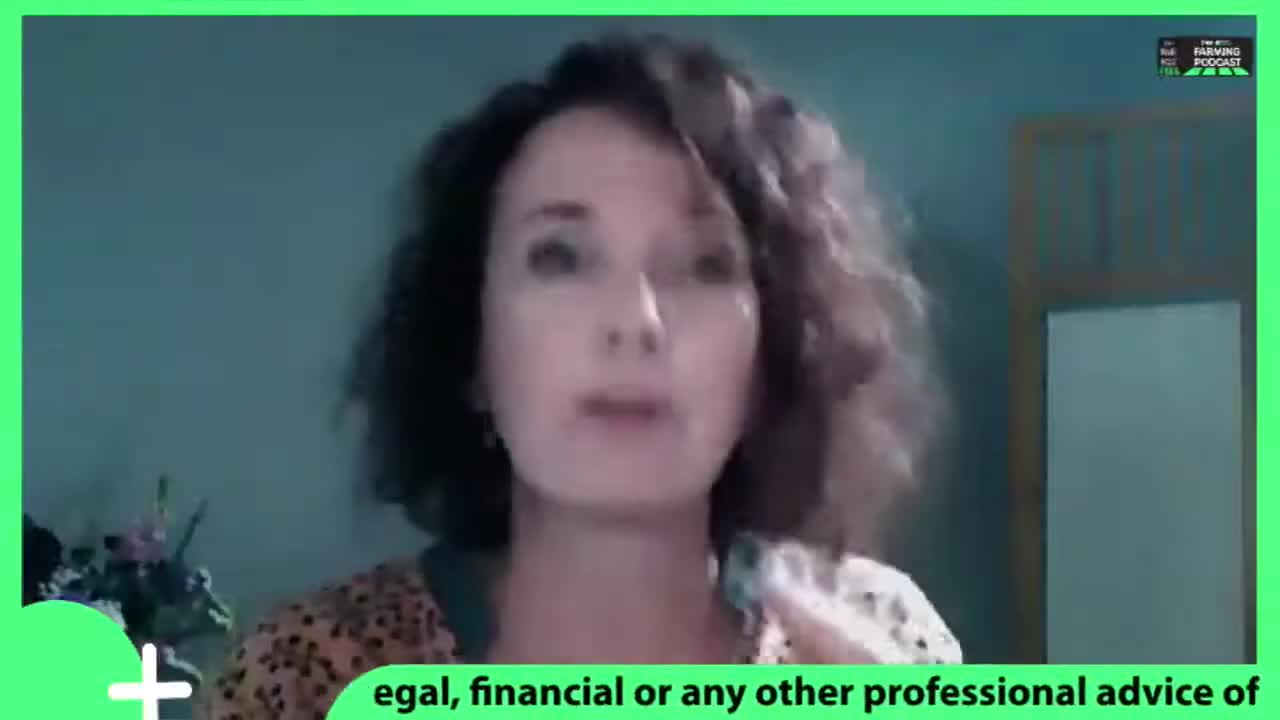 FARMING
PODCAST
egal, financial or any other professional advice of